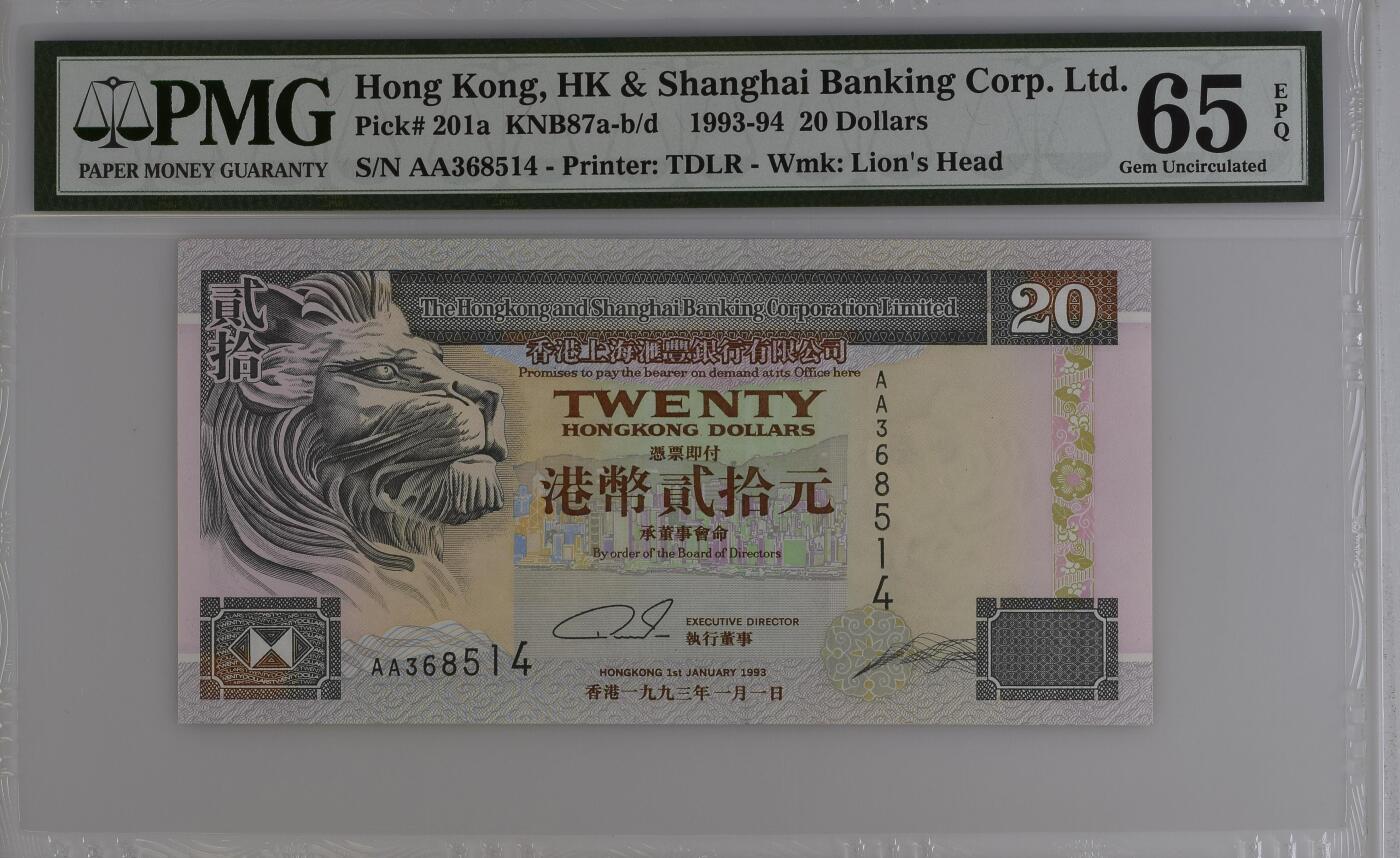 PMG
PAPER MONEY GUARANTY
Hong Kong, HK & Shanghai Banking Corp. Ltd.
Pick# 201a KNB87a-b/d 1993-94 20 Dollars
S/N AA368514 - Printer: TDLR - Wmk: Lion's Head
65
EPQ
Gem Uncirculated
貳拾
The Hongkong and Shanghai Banking Corporation Limited
20
香港上海滙豐銀行有限公司
Promises to pay the bearer on demand at its Office here
TWENTY
HONGKONG DOLLARS
憑票即付
港幣貳拾元
承董事會命
By order of the Board of Directors
AA368514
EXECUTIVE DIRECTOR
執行董事
AA368514
HONGKONG 1st JANUARY 1993
香港一九九三年一月一日